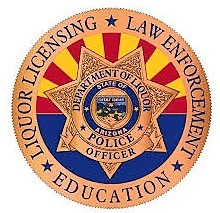 ★ LIQUOR LICENSING ★ LAW ENFORCEMENT ★
EDUCATION
DEPARTMENT OF LIQUOR
STATE OF
ARIZONA
POLICE
OFFICER